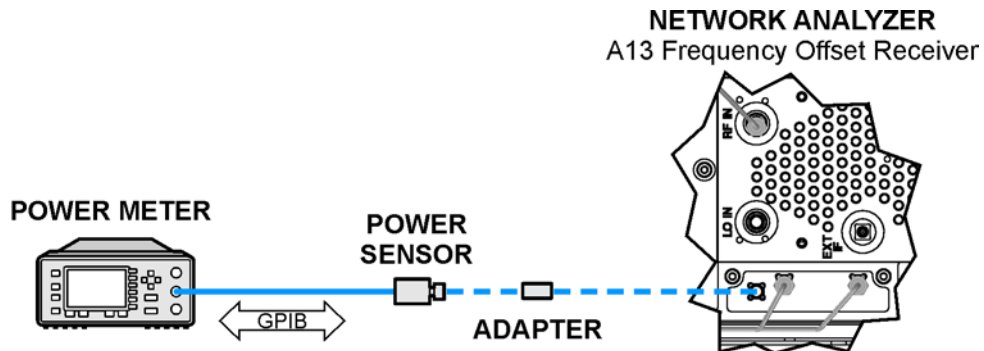 NETWORK ANALYZER
A13 Frequency Offset Receiver
RF IN
LO IN
EXT
IF
POWER METER
POWER
SENSOR
GPIB
ADAPTER